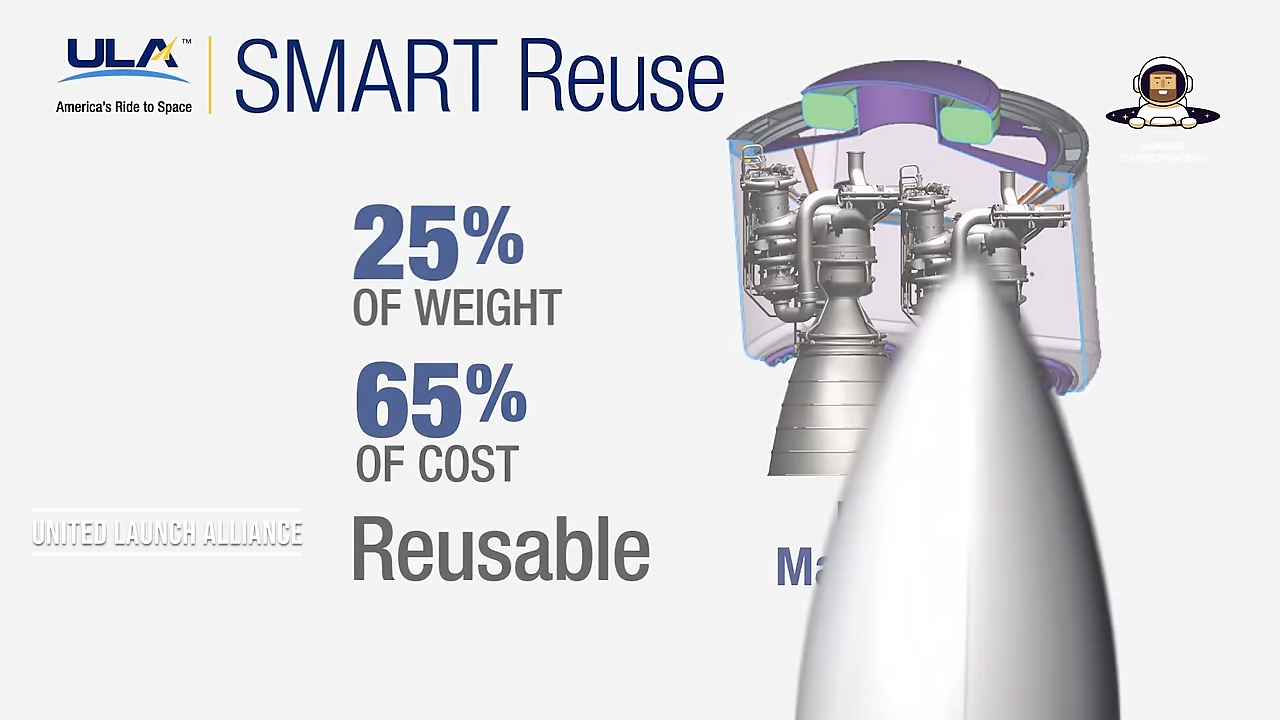 ULA™
America's Ride to Space
SMART Reuse
25%
OF WEIGHT
65%
OF COST
UNITED LAUNCH ALLIANCE
Reusable